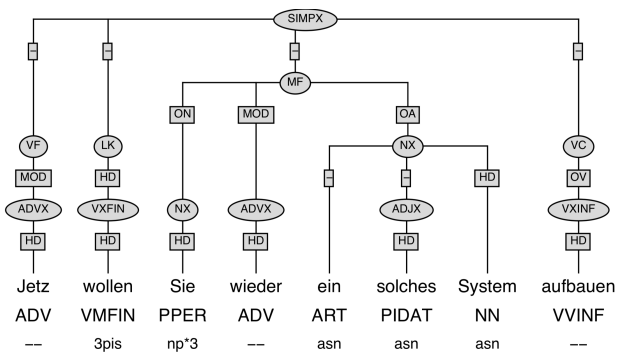 SIMPX
– – – –
MF
ON MOD OA
VF LK NX VC
MOD HD – – HD OV
ADVX VXFIN NX ADVX ADJX VXINF
HD HD HD HD HD HD
Jetz wollen Sie wieder ein solches System aufbauen
ADV VMFIN PPER ADV ART PIDAT NN VVINF
–– 3pis np*3 –– asn asn asn ––